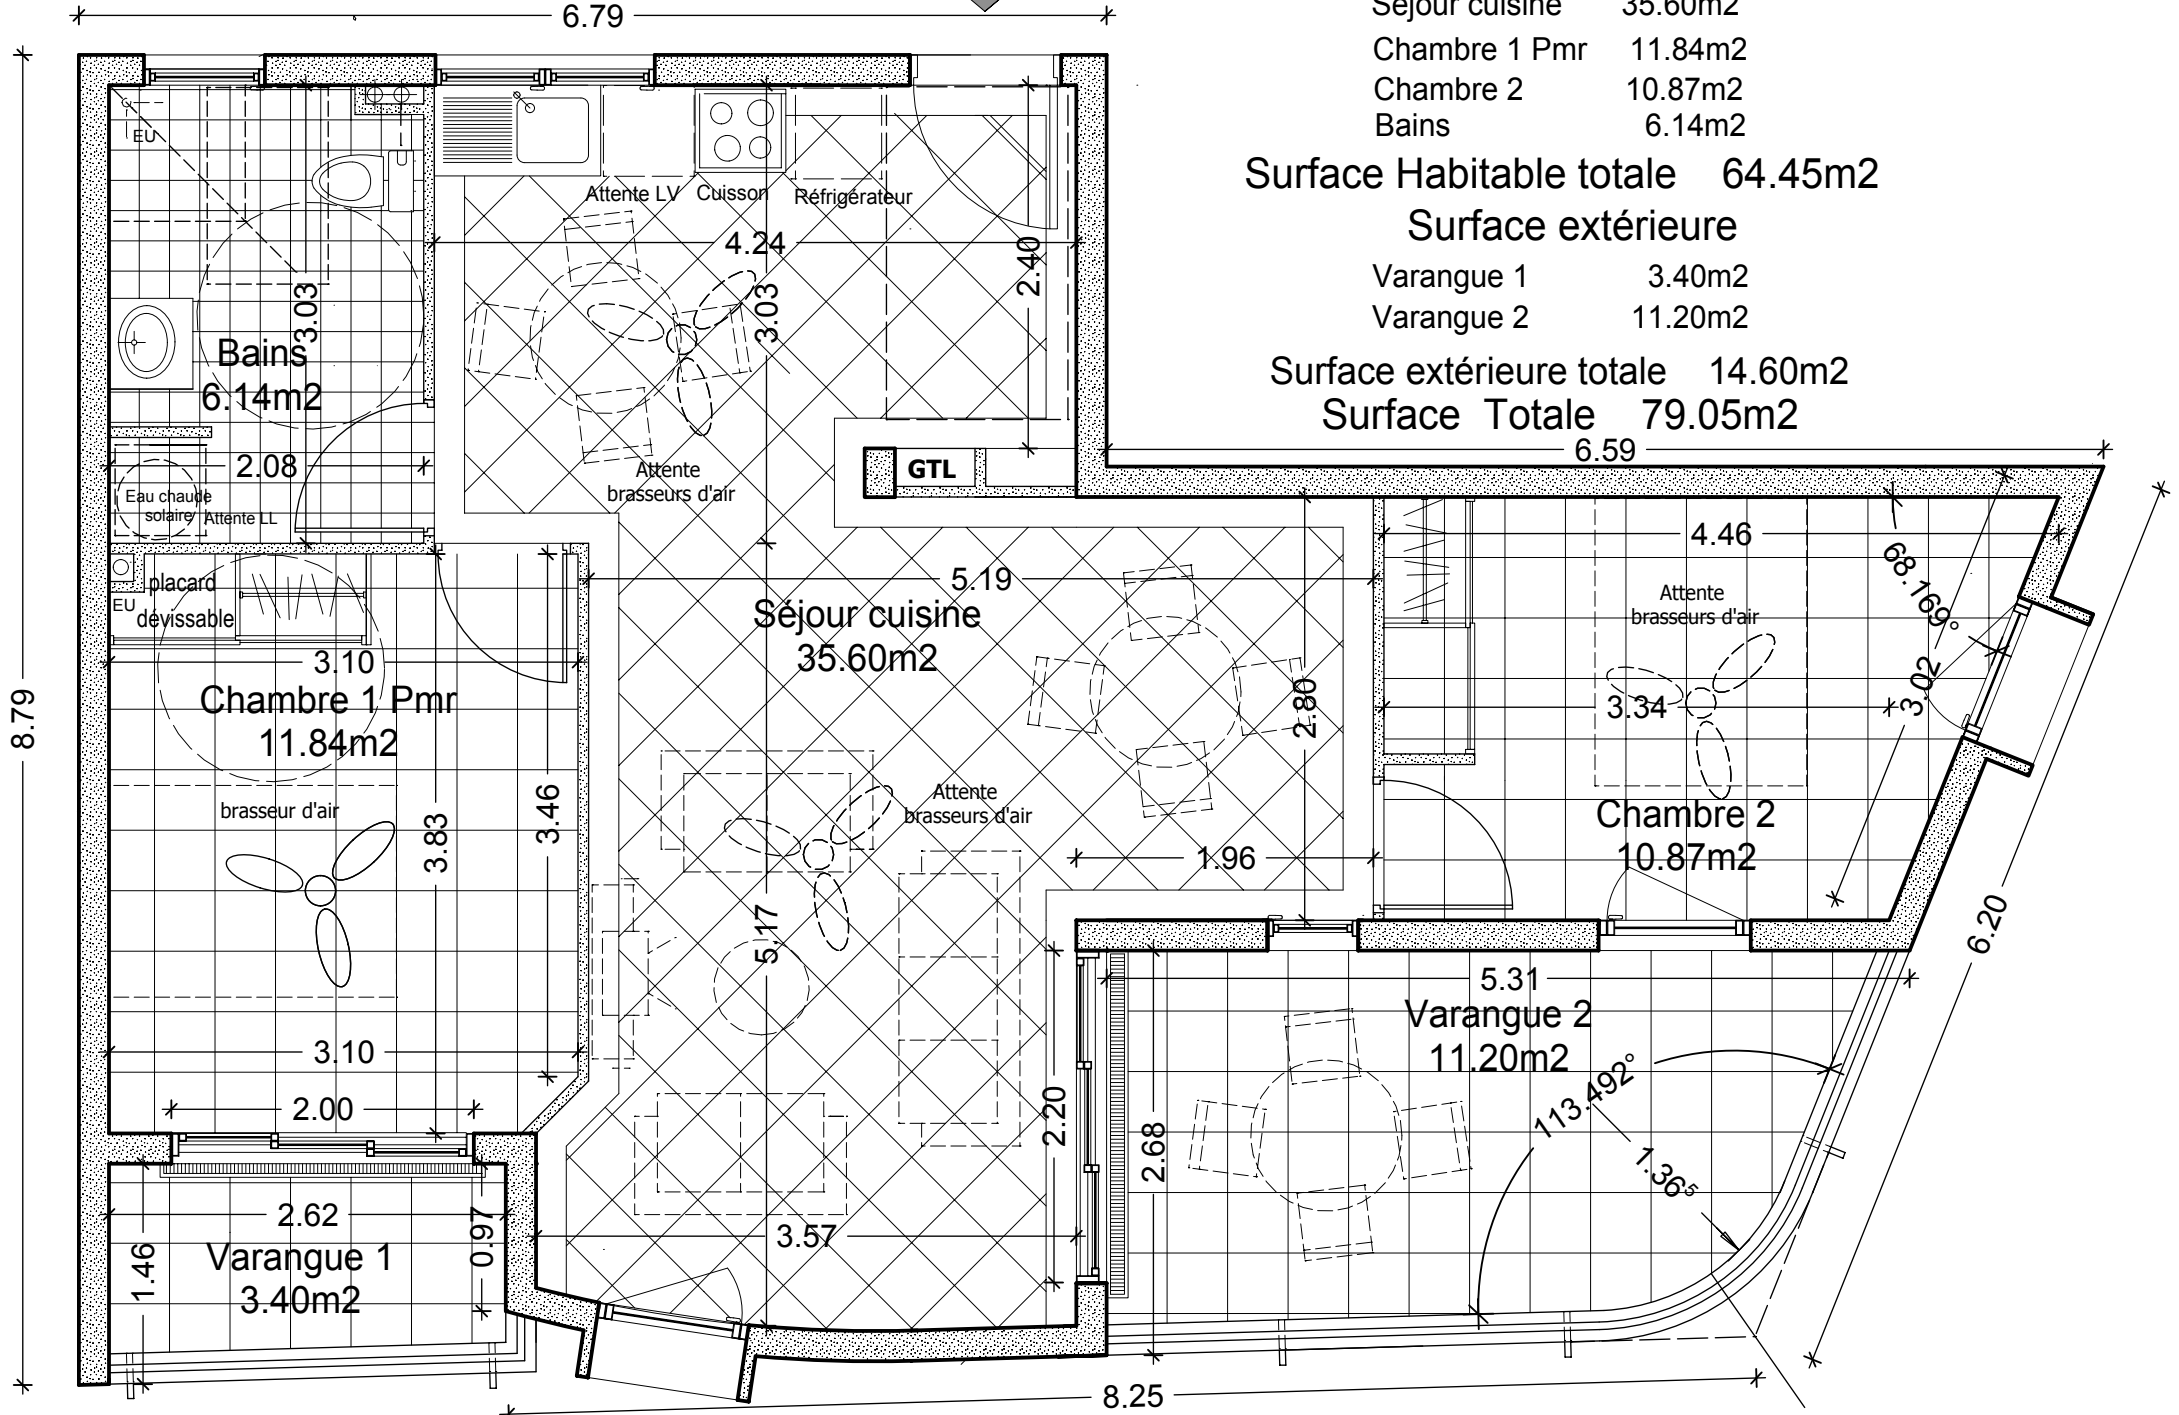 6.79
Séjour cuisine 35.60m2
Chambre 1 Pmr 11.84m2
Chambre 2 10.87m2
Bains 6.14m2
Surface Habitable totale 64.45m2
Surface extérieure
Varangue 1 3.40m2
Varangue 2 11.20m2
Surface extérieure totale 14.60m2
Surface Totale 79.05m2
6.59
EU
Attente LV
Cuisson
Réfrigérateur
4.24
2.40
3.03
3.03
Bains
6.14m2
2.08
Eau chaude
solaire
Attente LL
Attente
brasseurs d'air
GTL
placard
dévissable
EU
3.10
Chambre 1 Pmr
11.84m2
8.79
brasseur d'air
3.83
3.46
3.10
2.00
5.19
Séjour cuisine
35.60m2
2.80
Attente
brasseurs d'air
1.96
5.17
4.46
68.169°
Attente
brasseurs d'air
3.34
3.02
Chambre 2
10.87m2
6.20
5.31
Varangue 2
11.20m2
113.492°
1.36⁵
2.20
2.68
2.62
0.97
1.46
Varangue 1
3.40m2
3.57
8.25